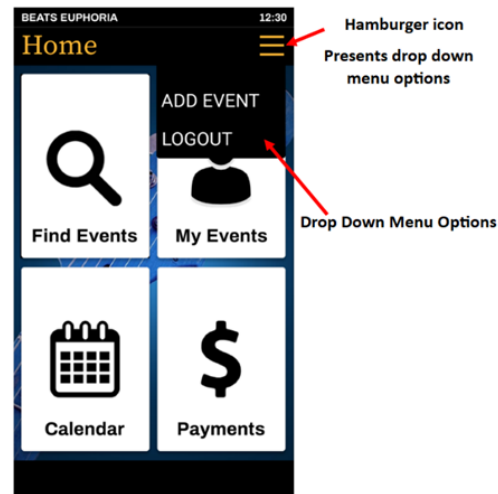 BEATS EUPHORIA 12:30
Home
Hamburger icon
Presents drop down
menu options
ADD EVENT
LOGOUT
Drop Down Menu Options
Find Events
My Events
Calendar
Payments